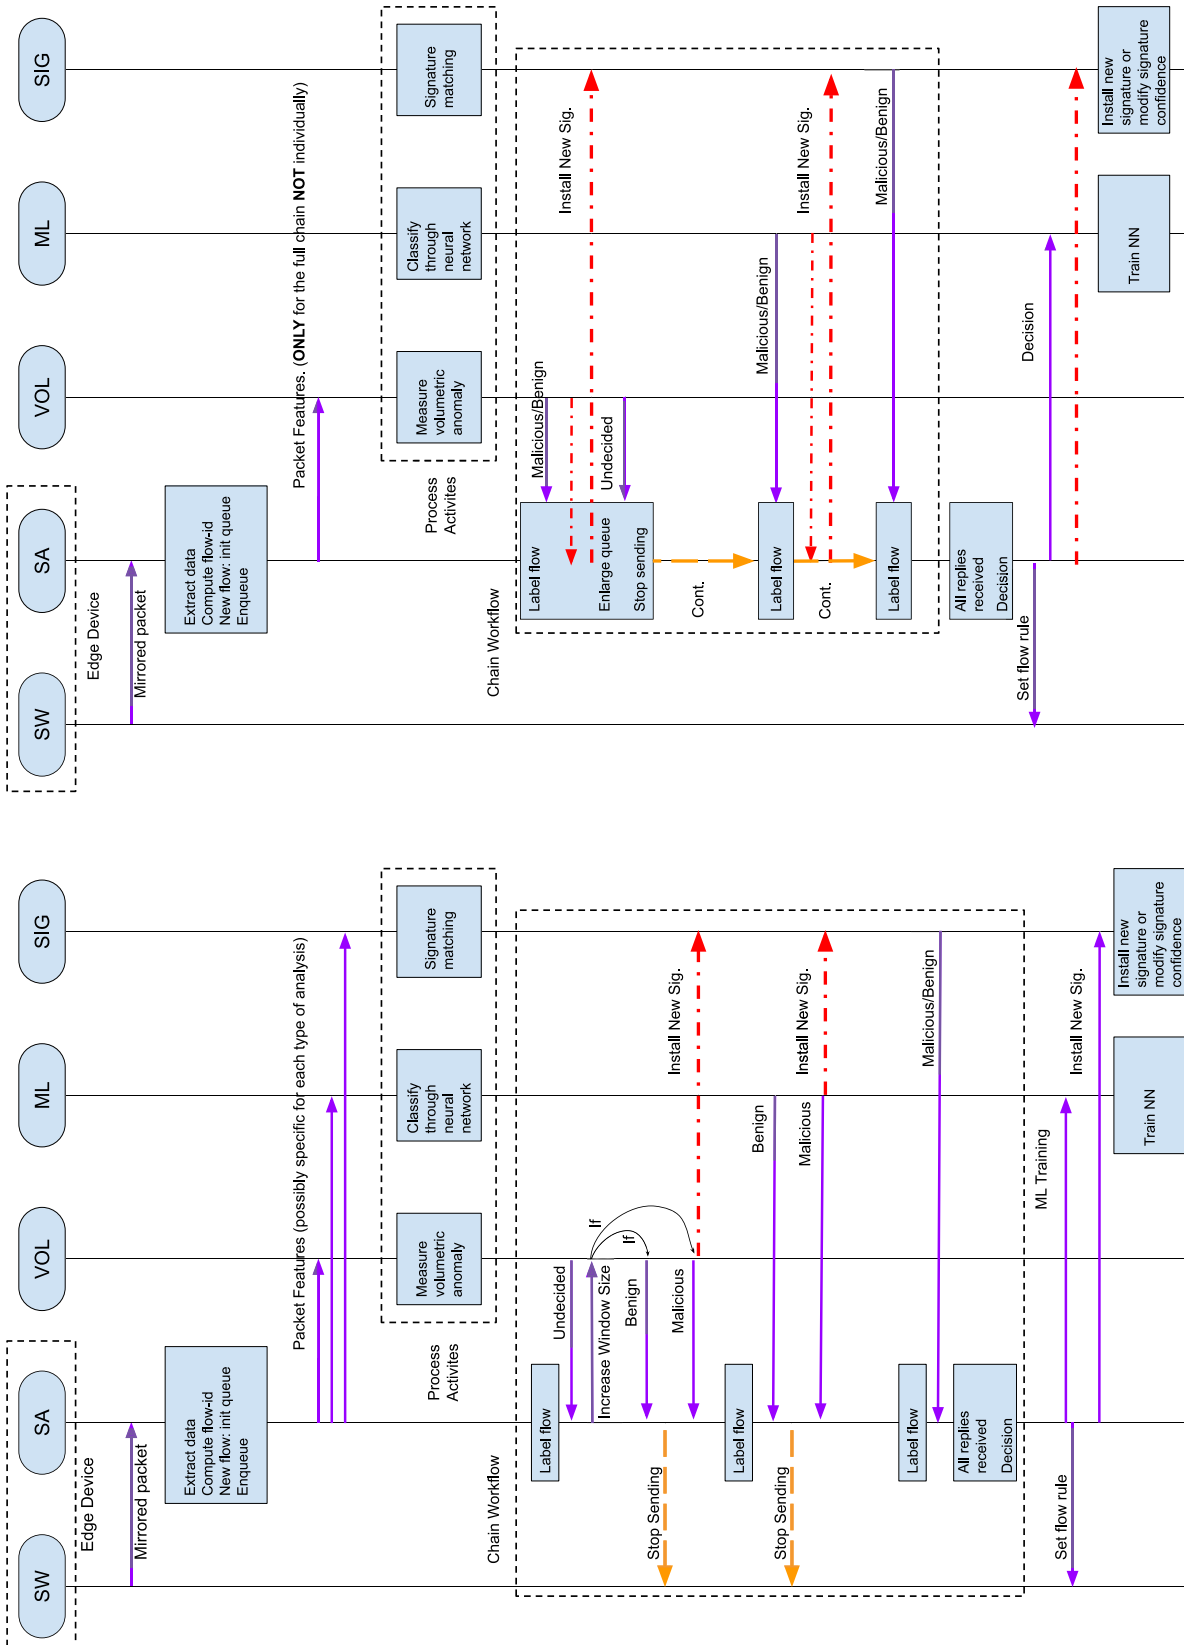 SW
SA
VOL
ML
SIG
Edge Device
Mirrored packet
Extract data
Compute flow-id
New flow: init queue
Enqueue
Packet Features (possibly specific for each type of analysis)
Process
Activites
Measure
volumetric
anomaly
Classify
through
neural
network
Signature
matching
Chain Workflow
Label flow
Undecided
Increase Window Size
If
If
Benign
Stop Sending
Malicious
Install New Sig.
Label flow
Benign
Stop Sending
Malicious
Install New Sig.
Label flow
Malicious/Benign
All replies
received
Decision
ML Training
Set flow rule
Install New Sig.
Train NN
Install new
signature or
modify signature
confidence
SW
SA
VOL
ML
SIG
Edge Device
Mirrored packet
Extract data
Compute flow-id
New flow: init queue
Enqueue
Packet Features. (ONLY for the full chain NOT individually)
Process
Activites
Measure
volumetric
anomaly
Classify
through
neural
network
Signature
matching
Chain Workflow
Label flow
Malicious/Benign
Install New Sig.
Enlarge queue
Undecided
Stop sending
Cont.
Label flow
Malicious/Benign
Install New Sig.
Cont.
Label flow
Malicious/Benign
All replies
received
Decision
Set flow rule
Decision
Train NN
Install new
signature or
modify signature
confidence